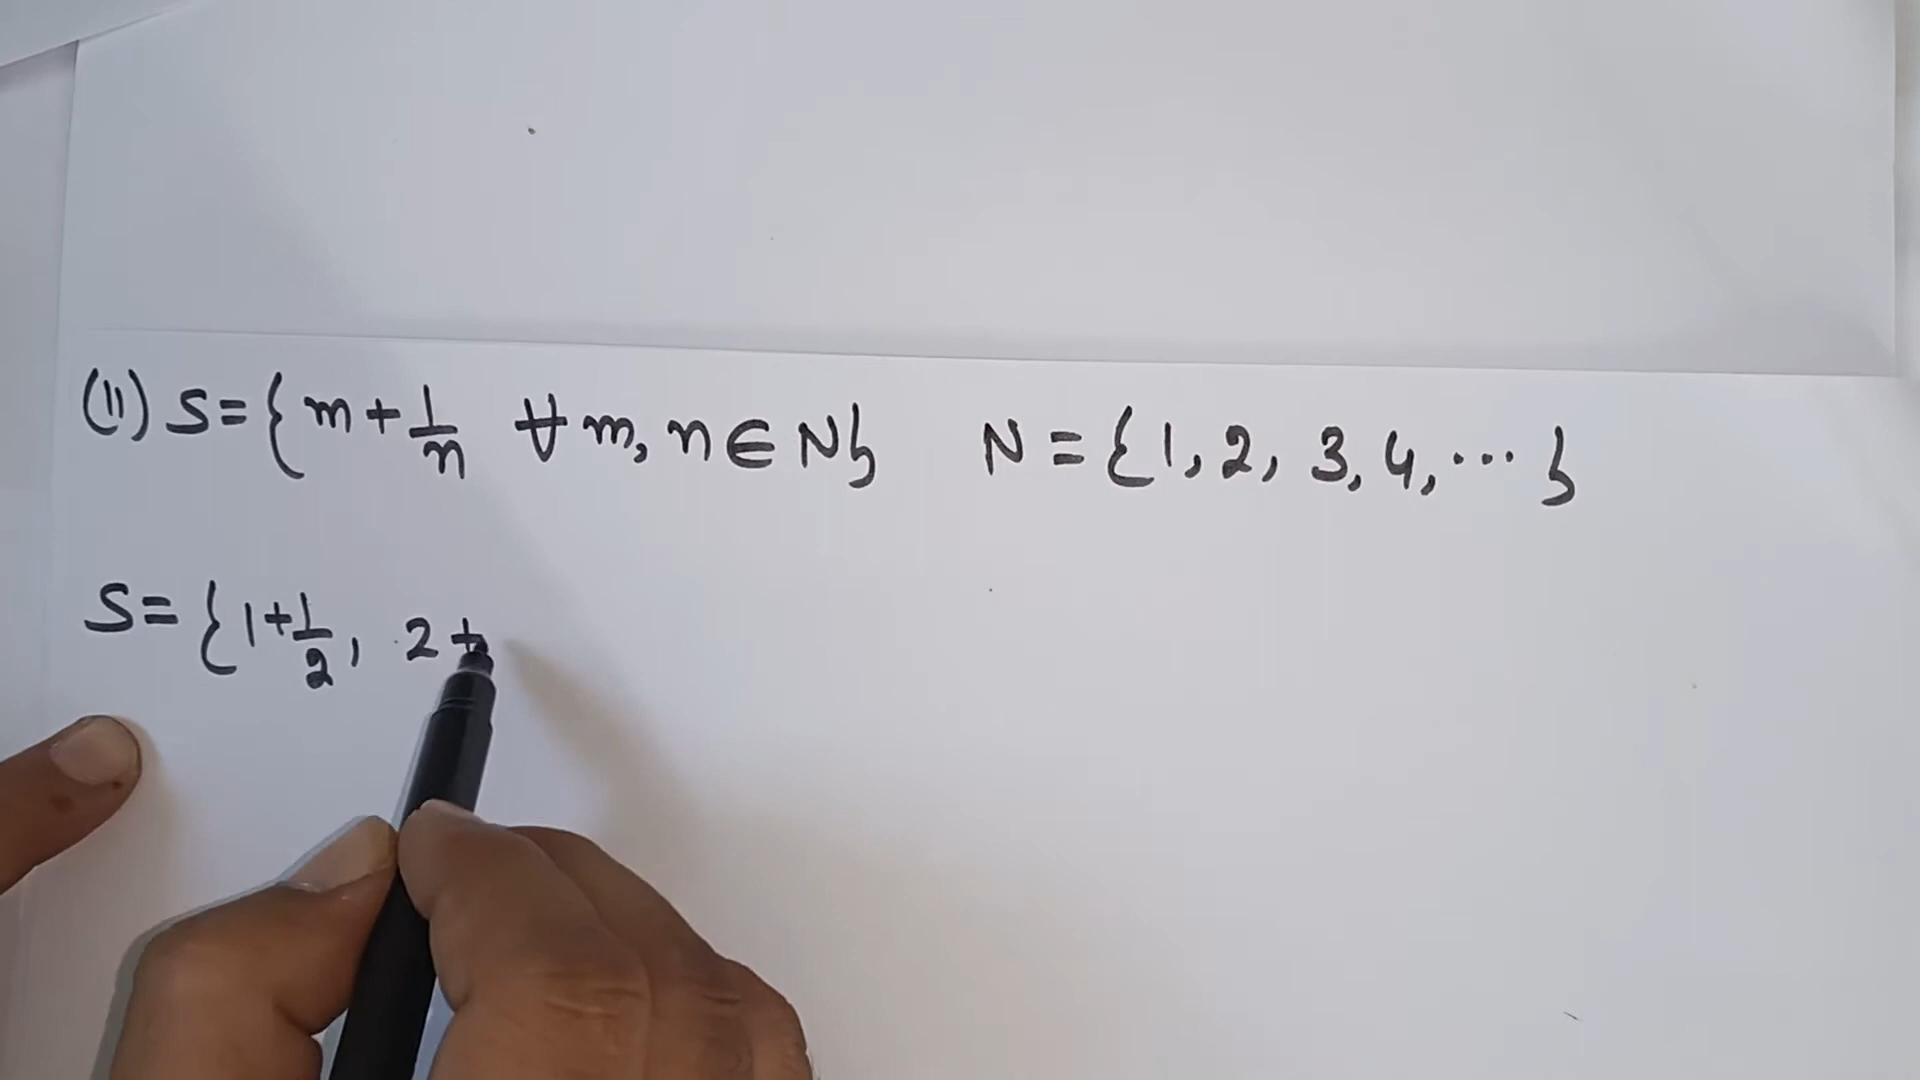 (ii) S = { m + 1/n ∀ m, n ∈ N} N = {1, 2, 3, 4, ... }
S = { 1 + 1/2, 2 +